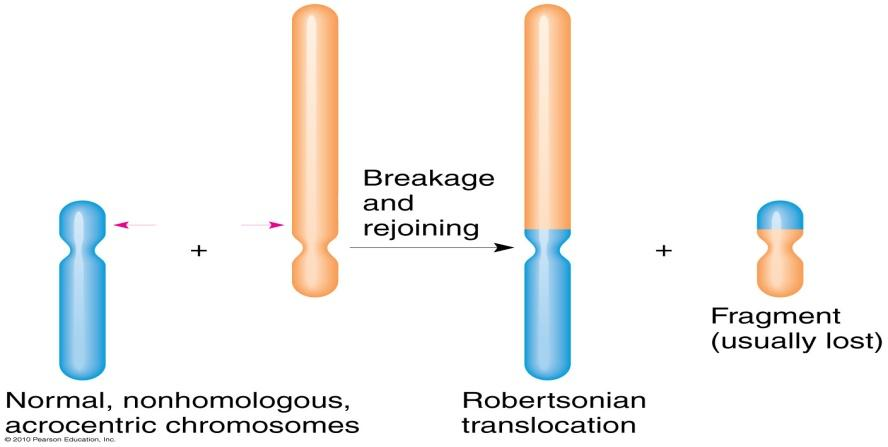 Breakage
and
rejoining
+
+
Fragment
(usually lost)
Normal, nonhomologous,
acrocentric chromosomes
Robertsonian
translocation
© 2010 Pearson Education, Inc.